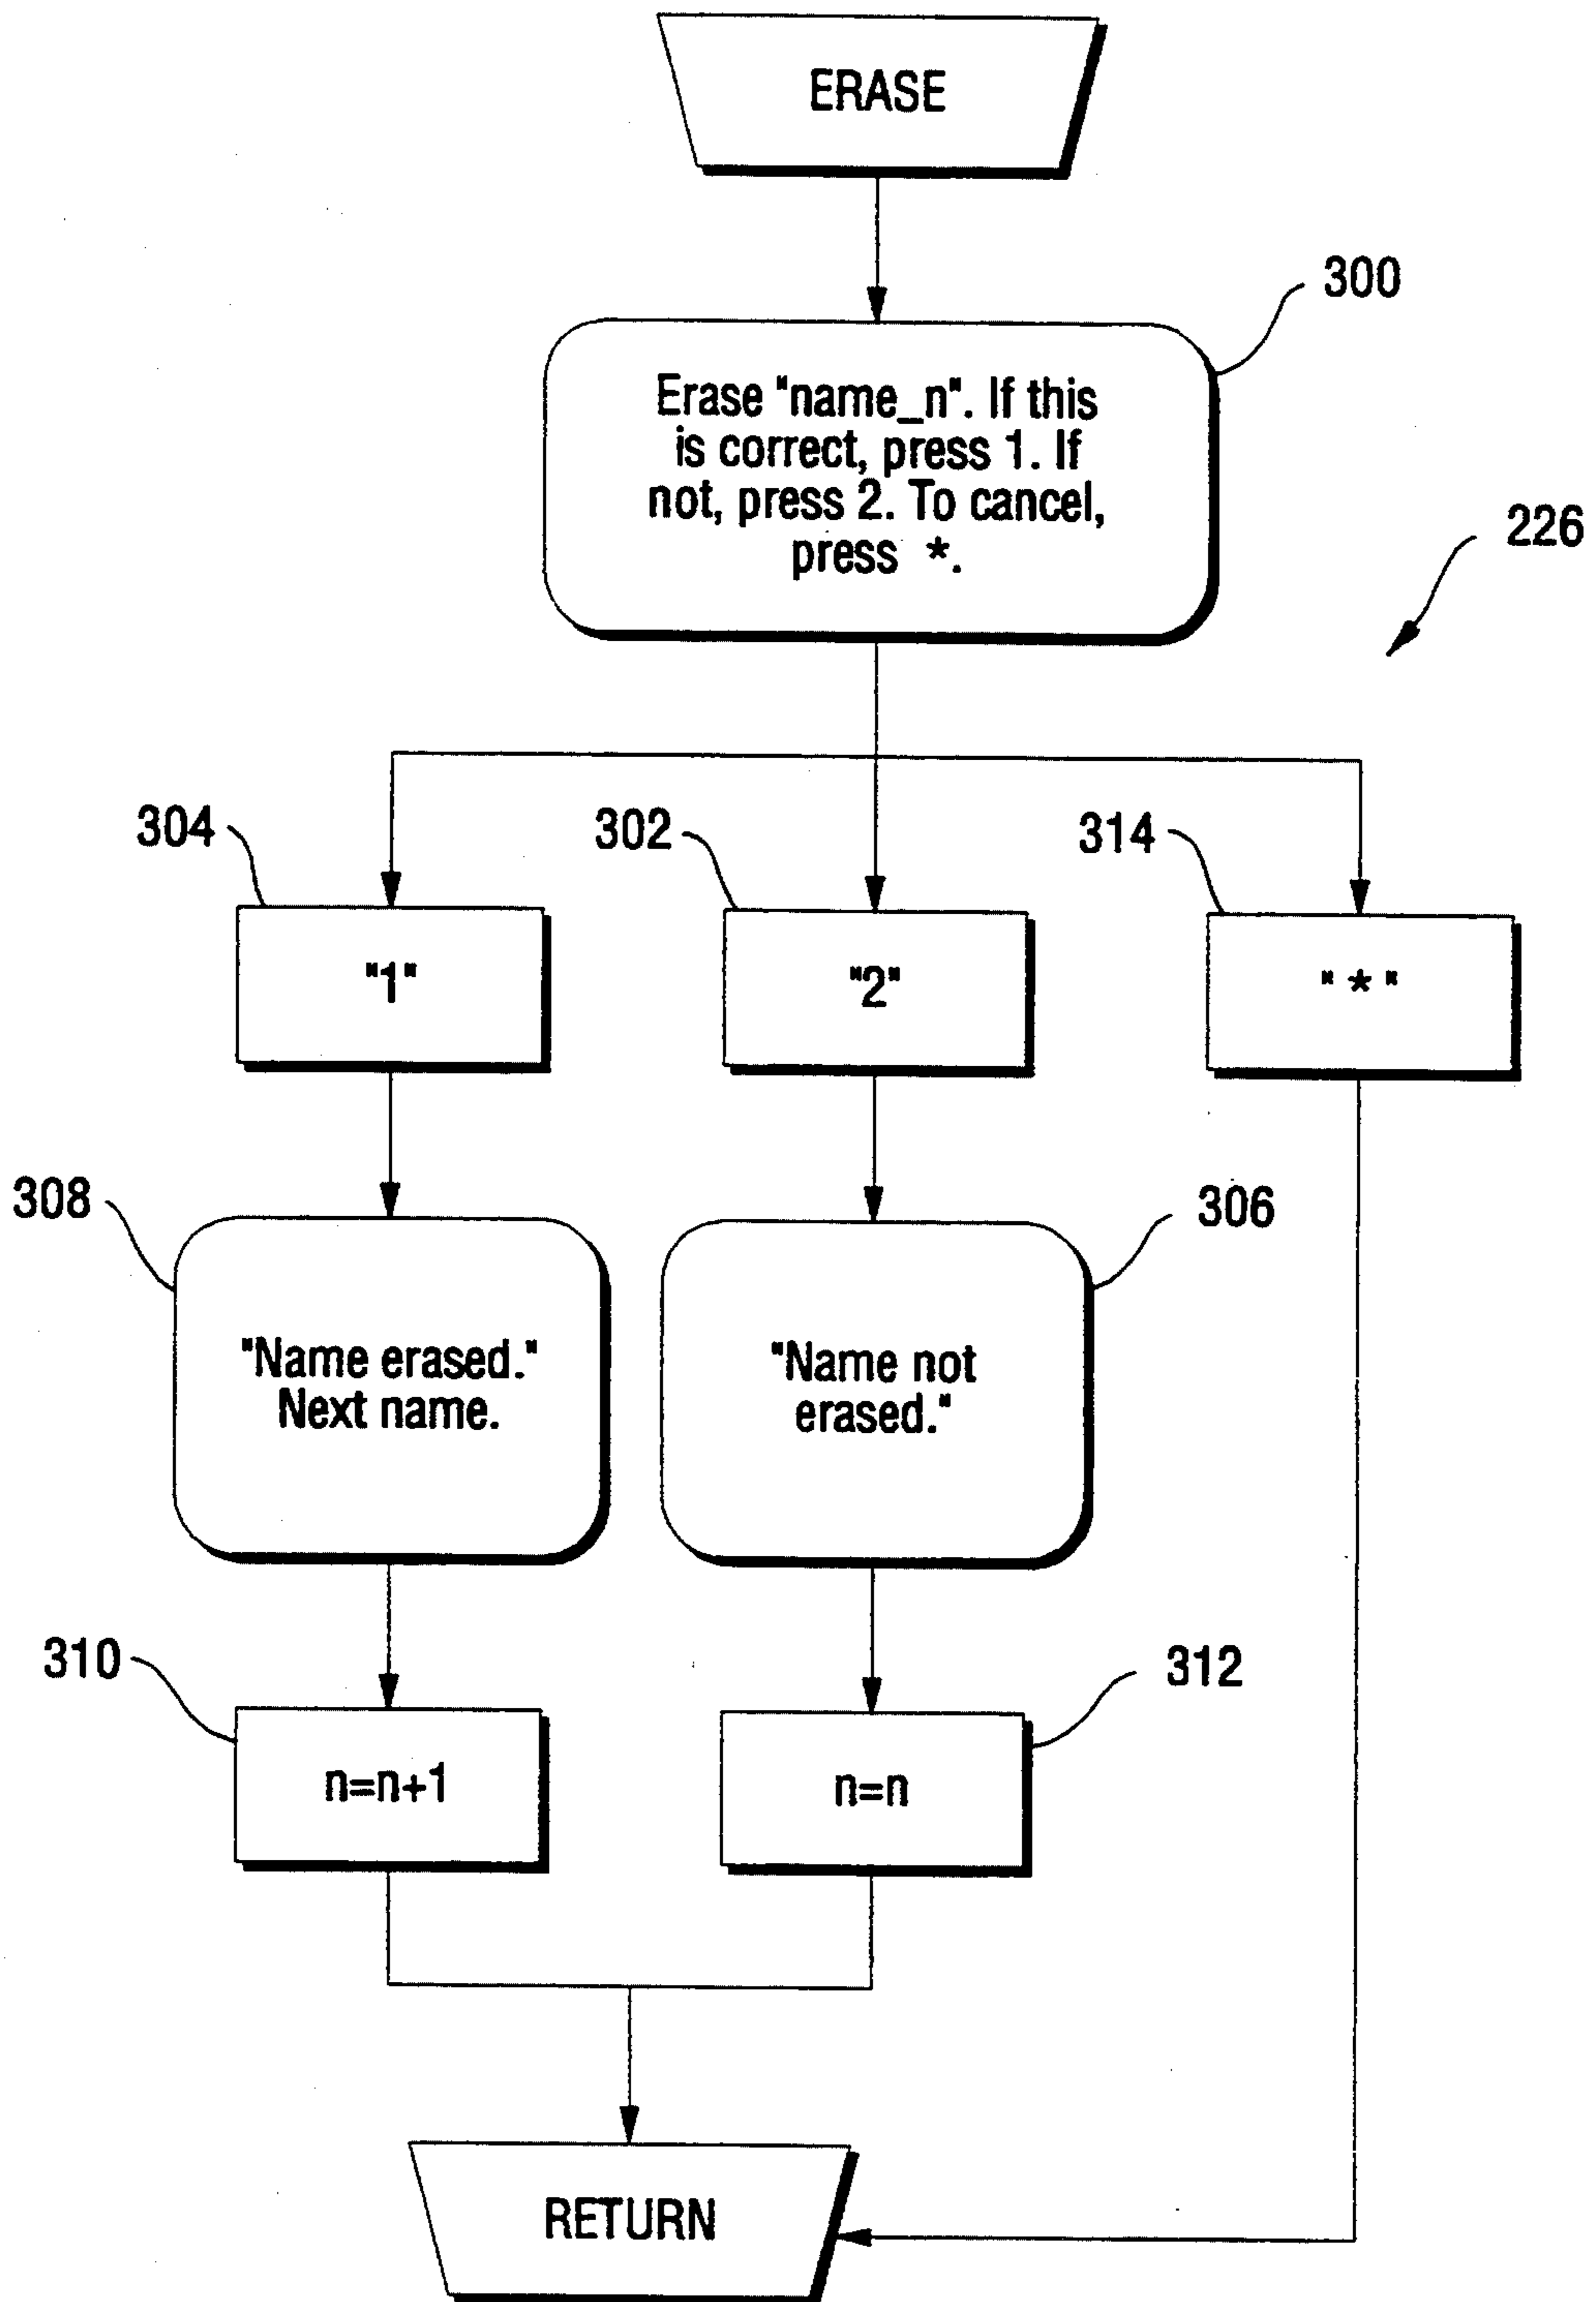 ERASE
300
Erase "name_n". If this
is correct, press 1. If
not, press 2. To cancel,
press *.
226
304
302
314
"1"
"2"
" * "
308
306
"Name erased."
Next name.
"Name not
erased."
310
312
n=n+1
n=n
RETURN